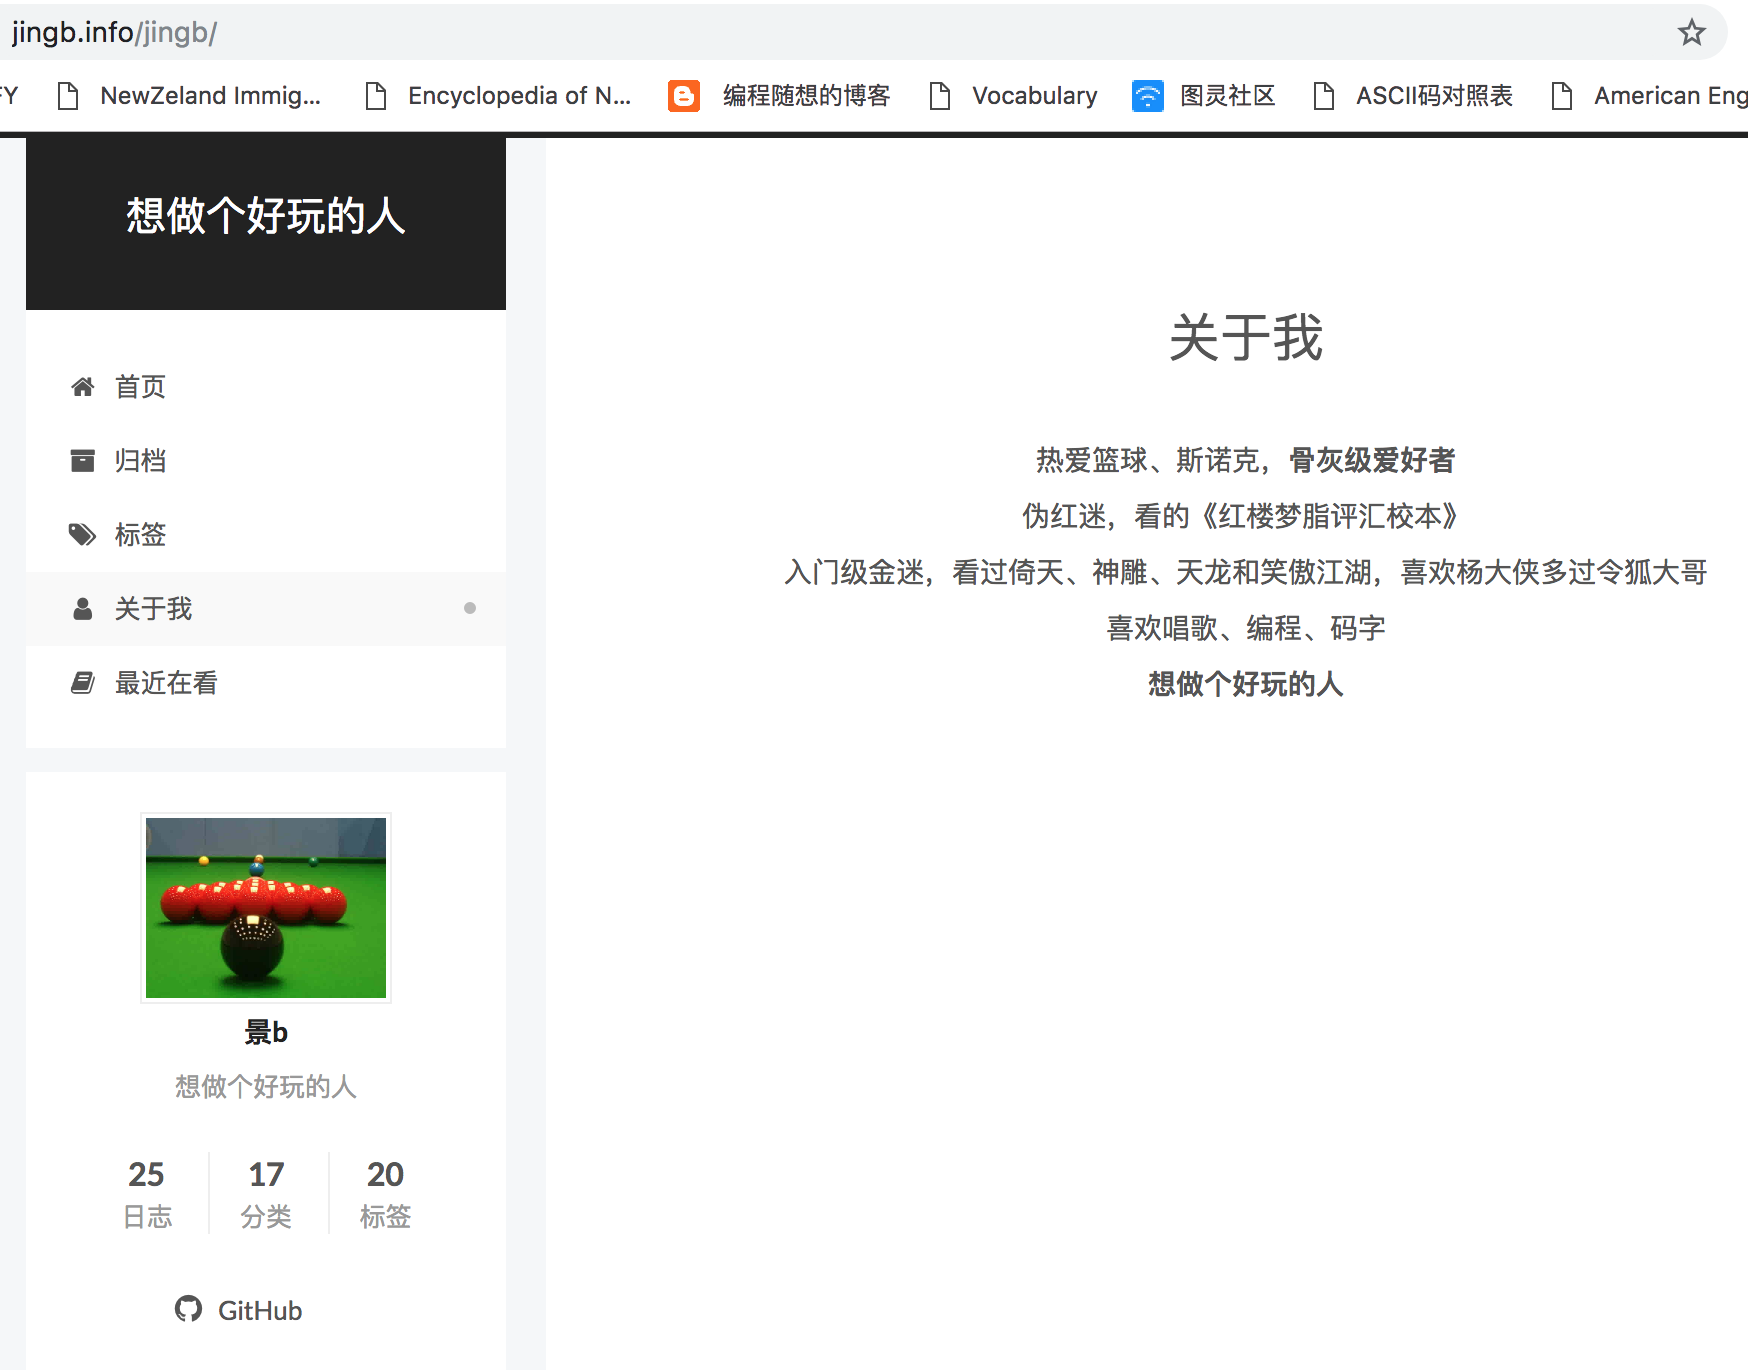 jingb.info/jingb/
FY
NewZeland Immig...
Encyclopedia of N...
编程随想的博客
Vocabulary
图灵社区
ASCII码对照表
American Eng
想做个好玩的人
首页
归档
标签
关于我
最近在看
景b
想做个好玩的人
25
日志
17
分类
20
标签
GitHub
关于我
热爱篮球、斯诺克，骨灰级爱好者
伪红迷，看的《红楼梦脂评汇校本》
入门级金迷，看过倚天、神雕、天龙和笑傲江湖，喜欢杨大侠多过令狐大哥
喜欢唱歌、编程、码字
想做个好玩的人